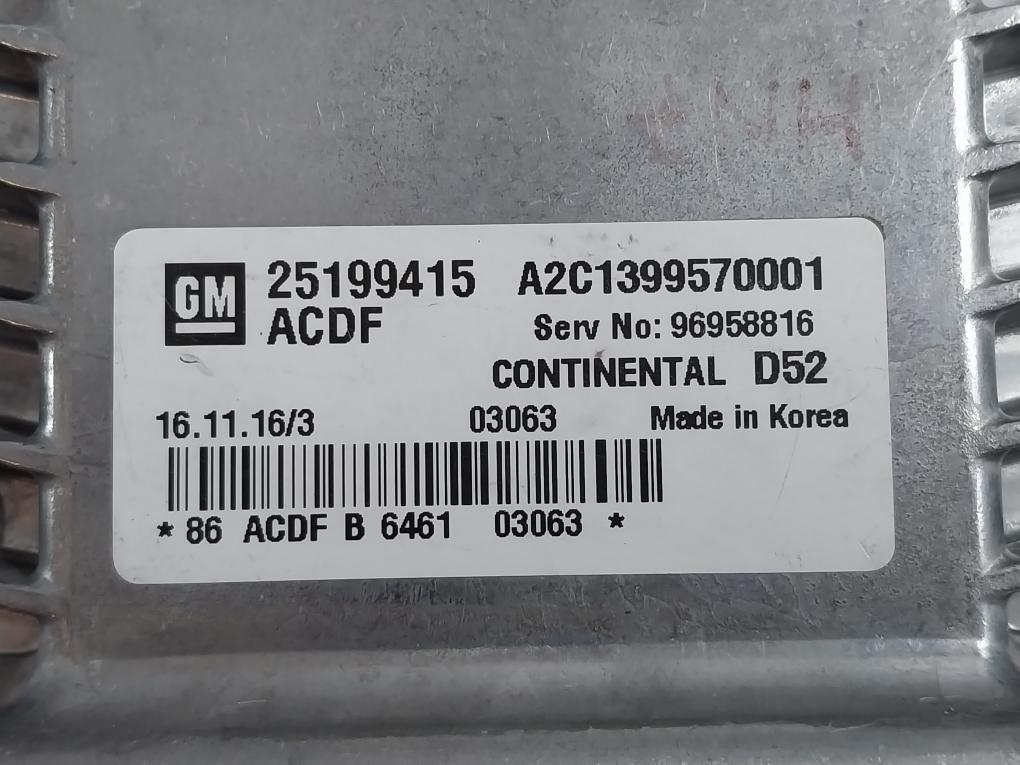 GM 25199415 A2C1399570001
ACDF Serv No: 96958816
CONTINENTAL D52
16.11.16/3 03063 Made in Korea
* 86 ACDF B 6461 03063 *